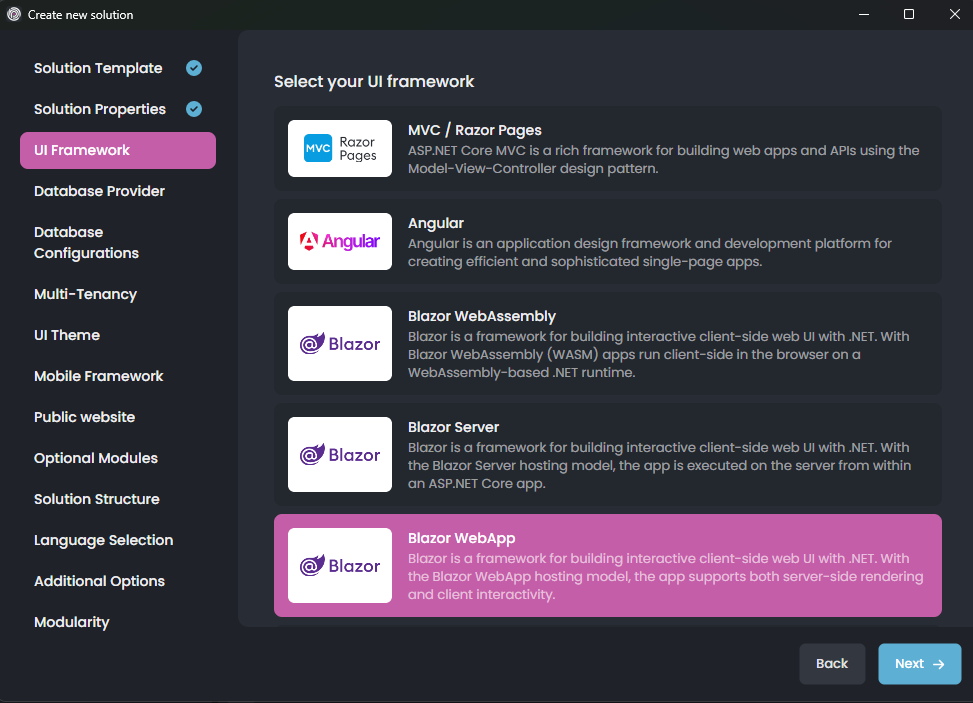 Create new solution
Solution Template
Solution Properties
UI Framework
Database Provider
Database
Configurations
Multi-Tenancy
UI Theme
Mobile Framework
Public website
Optional Modules
Solution Structure
Language Selection
Additional Options
Modularity
Select your UI framework
MVC
Razor
Pages
MVC / Razor Pages
ASP.NET Core MVC is a rich framework for building web apps and APIs using the
Model-View-Controller design pattern.
Angular
Angular
Angular is an application design framework and development platform for
creating efficient and sophisticated single-page apps.
Blazor
Blazor WebAssembly
Blazor is a framework for building interactive client-side web UI with .NET. With
Blazor WebAssembly (WASM) apps run client-side in the browser on a
WebAssembly-based .NET runtime.
Blazor
Blazor Server
Blazor is a framework for building interactive client-side web UI with .NET. With
the Blazor Server hosting model, the app is executed on the server from within
an ASP.NET Core app.
Blazor
Blazor WebApp
Blazor is a framework for building interactive client-side web UI with .NET. With
the Blazor WebApp hosting model, the app supports both server-side rendering
and client interactivity.
Back
Next →